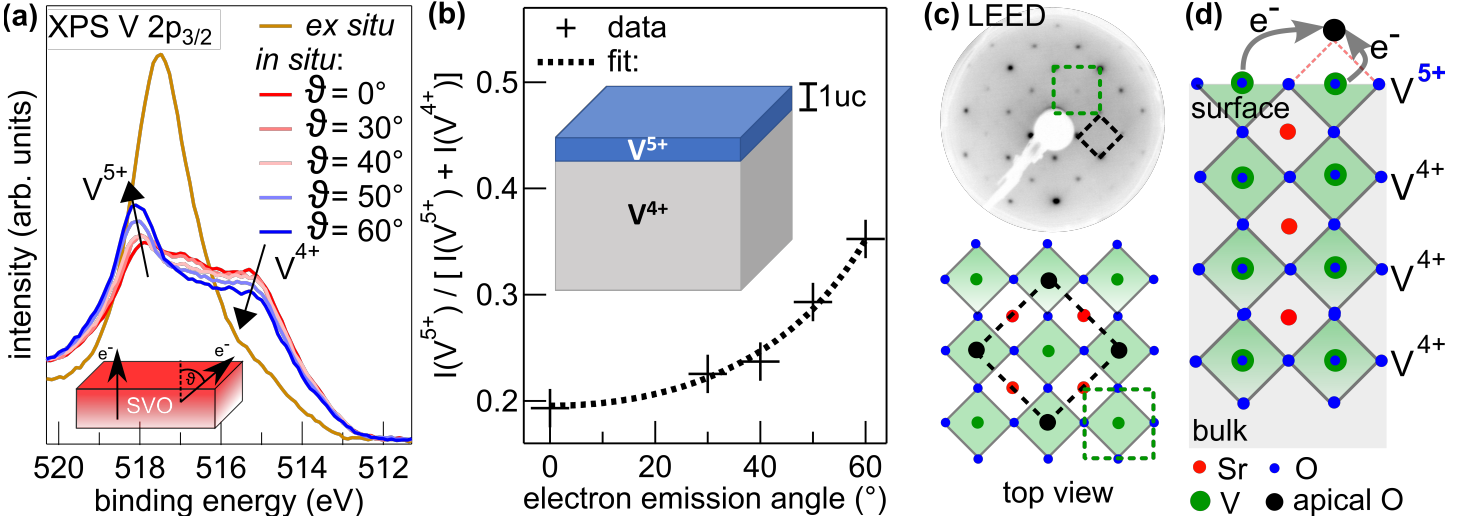 (a)
XPS V 2p3/2
ex situ
in situ:
ϑ = 0°
ϑ = 30°
ϑ = 40°
ϑ = 50°
ϑ = 60°
V5+
V4+
e-
e-
ϑ
SVO
intensity (arb. units)
520 518 516 514 512
binding energy (eV)
(b)
data
fit:
1uc
V5+
V4+
0.5
0.4
0.3
0.2
I(V5+) / [ I(V5+) + I(V4+)]
0 20 40 60
electron emission angle (°)
(c)
LEED
top view
(d)
e-
e-
V5+
surface
V4+
V4+
V4+
bulk
Sr
O
V
apical O